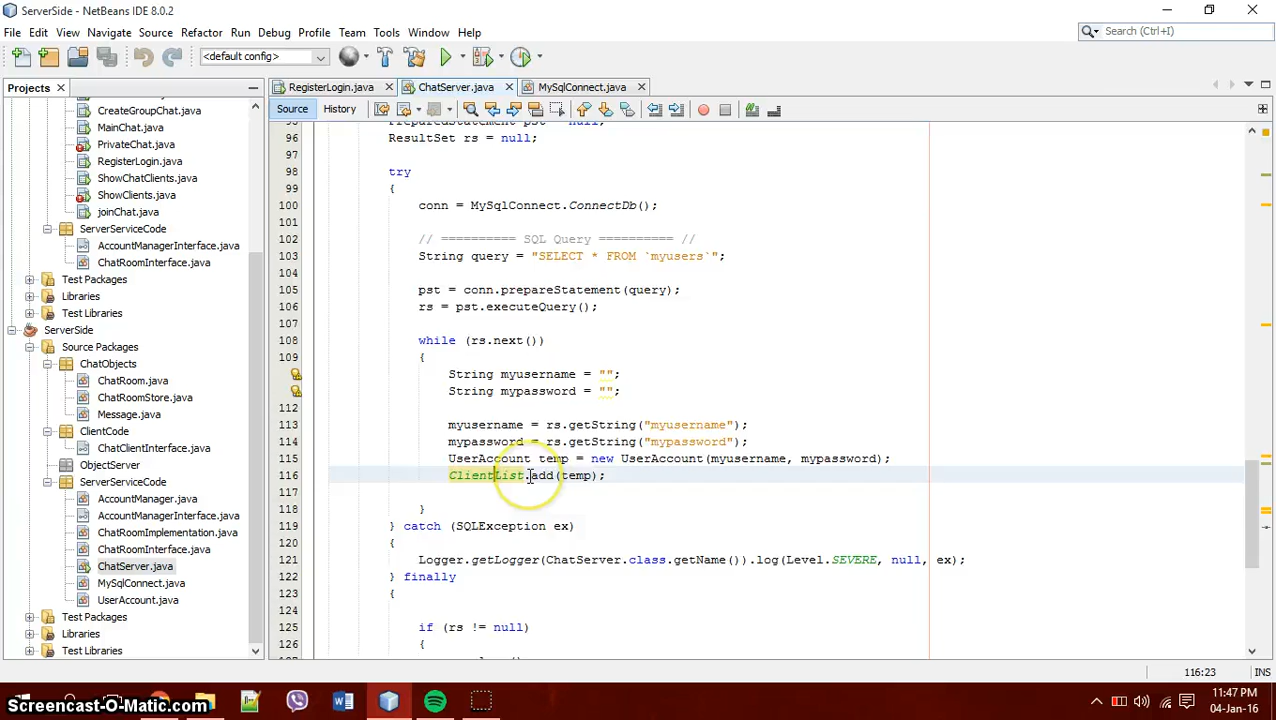 ServerSide - NetBeans IDE 8.0.2
File Edit View Navigate Source Refactor Run Debug Profile Team Tools Window Help
Search (Ctrl+I)
<default config>
Projects
RegisterLogin.java
ChatServer.java
MySqlConnect.java
Source
History
CreateGroupChat.java
MainChat.java
PrivateChat.java
RegisterLogin.java
ShowChatClients.java
ShowClients.java
joinChat.java
ServerServiceCode
AccountManagerInterface.java
ChatRoomInterface.java
Test Packages
Libraries
Test Libraries
ServerSide
Source Packages
ChatObjects
ChatRoom.java
ChatRoomStore.java
Message.java
ClientCode
ChatClientInterface.java
ObjectServer
ServerServiceCode
AccountManager.java
AccountManagerInterface.java
ChatRoomImplementation.java
ChatRoomInterface.java
ChatServer.java
MySqlConnect.java
UserAccount.java
Test Packages
Libraries
Test Libraries
95 PreparedStatement pst = null;
96 ResultSet rs = null;
97
98 try
99 {
100 conn = MySqlConnect.ConnectDb();
101
102 // ========== SQL Query ========== //
103 String query = "SELECT * FROM `myusers`";
104
105 pst = conn.prepareStatement(query);
106 rs = pst.executeQuery();
107
108 while (rs.next())
109 {
String myusername = "";
String mypassword = "";
112
113 myusername = rs.getString("myusername");
114 mypassword = rs.getString("mypassword");
115 UserAccount temp = new UserAccount(myusername, mypassword);
116 ClientList.add(temp);
117
118 }
119 } catch (SQLException ex)
120 {
121 Logger.getLogger(ChatServer.class.getName()).log(Level.SEVERE, null, ex);
122 } finally
123 {
124
125 if (rs != null)
126 {
116:23
INS
Screencast-O-Matic.com
11:47 PM
04-Jan-16